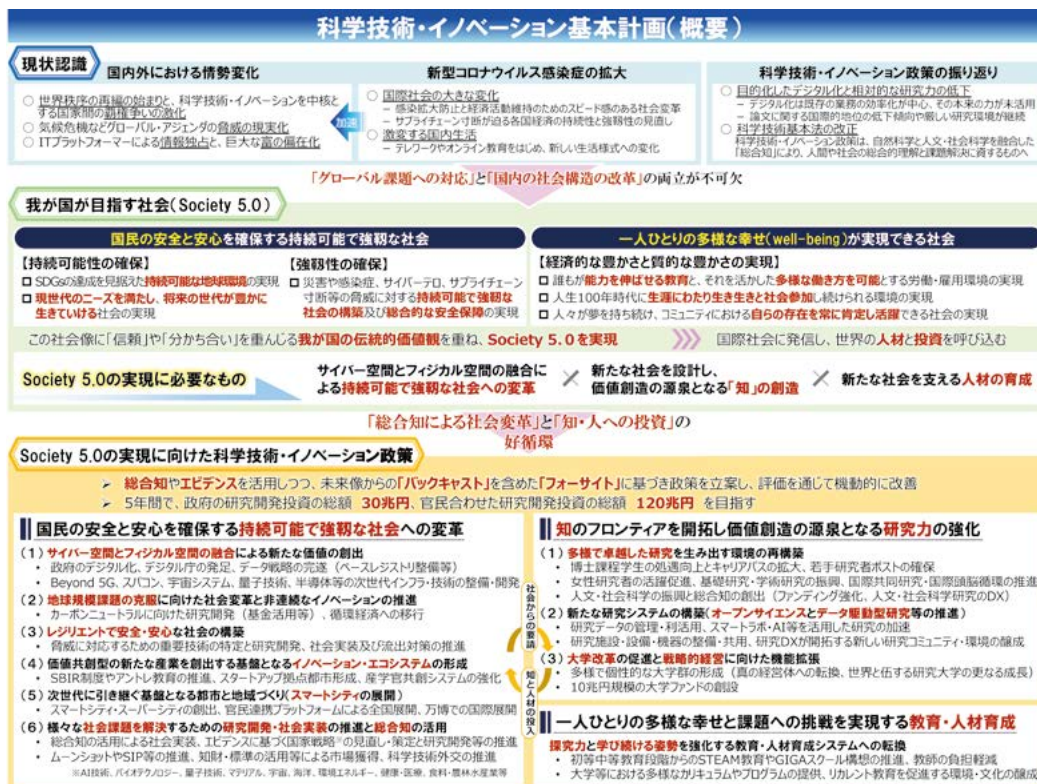 科学技術・イノベーション基本計画(概要)
現状認識
国内外における情勢変化
○ 世界秩序の再編の始まりと、科学技術・イノベーションを中核と
する国家間の覇権争いの激化
○ 気候危機などグローバル・アジェンダの脅威の現実化
○ ITプラットフォーマーによる情報独占と、巨大な富の偏在化
加速
新型コロナウイルス感染症の拡大
○ 国際社会の大きな変化
– 感染拡大防止と経済活動維持のためのスピード感のある社会変革
– サプライチェーン寸断が迫る各国経済の持続性と強靭性の見直し
○ 激変する国内生活
– テレワークやオンライン教育をはじめ、新しい生活様式への変化
科学技術・イノベーション政策の振り返り
○ 目的化したデジタル化と相対的な研究力の低下
– デジタル化は既存の業務の効率化が中心、その本来の力が未活用
– 論文に関する国際的地位の低下傾向や厳しい研究環境が継続
○ 科学技術基本法の改正
科学技術・イノベーション政策は、自然科学と人文・社会科学を融合した
「総合知」により、人間や社会の総合的理解と課題解決に資するものへ
「グローバル課題への対応」と「国内の社会構造の改革」の両立が不可欠
我が国が目指す社会(Society 5.0)
国民の安全と安心を確保する持続可能で強靭な社会
【持続可能性の確保】
□ SDGsの達成を見据えた持続可能な地球環境の実現
□ 現世代のニーズを満たし、将来の世代が豊かに
生きていける社会の実現
【強靭性の確保】
□ 災害や感染症、サイバーテロ、サプライチェーン
寸断等の脅威に対する持続可能で強靭な
社会の構築及び総合的な安全保障の実現
一人ひとりの多様な幸せ(well-being)が実現できる社会
【経済的な豊かさと質的な豊かさの実現】
□ 誰もが能力を伸ばせる教育と、それを活かした多様な働き方を可能とする労働・雇用環境の実現
□ 人生100年時代に生涯にわたり生き生きと社会参加し続けられる環境の実現
□ 人々が夢を持ち続け、コミュニティにおける自らの存在を常に肯定し活躍できる社会の実現
この社会像に「信頼」や「分かち合い」を重んじる我が国の伝統的価値観を重ね、Society 5.0を実現
国際社会に発信し、世界の人材と投資を呼び込む
Society 5.0の実現に必要なもの
サイバー空間とフィジカル空間の融合に
よる持続可能で強靭な社会への変革
×
新たな社会を設計し、
価値創造の源泉となる「知」の創造
×
新たな社会を支える人材の育成
「総合知による社会変革」と「知・人への投資」の
好循環
Society 5.0の実現に向けた科学技術・イノベーション政策
➢ 総合知やエビデンスを活用しつつ、未来像からの「バックキャスト」を含めた「フォーサイト」に基づき政策を立案し、評価を通じて機動的に改善
➢ 5年間で、政府の研究開発投資の総額 30兆円、官民合わせた研究開発投資の総額 120兆円 を目指す
国民の安全と安心を確保する持続可能で強靭な社会への変革
(1)サイバー空間とフィジカル空間の融合による新たな価値の創出
・ 政府のデジタル化、デジタル庁の発足、データ戦略の完遂(ベースレジストリ整備等)
・ Beyond 5G、スパコン、宇宙システム、量子技術、半導体等の次世代インフラ・技術の整備・開発
(2)地球規模課題の克服に向けた社会変革と非連続なイノベーションの推進
・ カーボンニュートラルに向けた研究開発(基金活用等)、循環経済への移行
(3)レジリエントで安全・安心な社会の構築
・ 脅威に対応するための重要技術の特定と研究開発、社会実装及び流出対策の推進
(4)価値共創型の新たな産業を創出する基盤となるイノベーション・エコシステムの形成
・ SBIR制度やアントレ教育の推進、スタートアップ拠点都市形成、産学官共創システムの強化
(5)次世代に引き継ぐ基盤となる都市と地域づくり(スマートシティの展開)
・ スマートシティ・スーパーシティの創出、官民連携プラットフォームによる全国展開、万博での国際展開
(6)様々な社会課題を解決するための研究開発・社会実装の推進と総合知の活用
・ 総合知の活用による社会実装、エビデンスに基づく国家戦略※の見直し・策定と研究開発等の推進
・ ムーンショットやSIP等の推進、知財・標準の活用等による市場獲得、科学技術外交の推進
※AI技術、バイオテクノロジー、量子技術、マテリアル、宇宙、海洋、環境エネルギー、健康・医療、食料・農林水産業等
社会からの要請
知と人材の投入
知のフロンティアを開拓し価値創造の源泉となる研究力の強化
(1)多様で卓越した研究を生み出す環境の再構築
・ 博士課程学生の処遇向上とキャリアパスの拡大、若手研究者ポストの確保
・ 女性研究者の活躍促進、基礎研究・学術研究の振興、国際共同研究・国際頭脳循環の推進
・ 人文・社会科学の振興と総合知の創出(ファンディング強化、人文・社会科学研究のDX)
(2)新たな研究システムの構築(オープンサイエンスとデータ駆動型研究等の推進)
・ 研究データの管理・利活用、スマートラボ・AI等を活用した研究の加速
・ 研究施設・設備・機器の整備・共用、研究DXが開拓する新しい研究コミュニティ・環境の醸成
(3)大学改革の促進と戦略的経営に向けた機能拡張
・ 多様で個性的な大学群の形成(真の経営体への転換、世界と伍する研究大学の更なる成長)
・ 10兆円規模の大学ファンドの創設
一人ひとりの多様な幸せと課題への挑戦を実現する教育・人材育成
探究力と学び続ける姿勢を強化する教育・人材育成システムへの転換
・ 初等中等教育段階からのSTEAM教育やGIGAスクール構想の推進、教師の負担軽減
・ 大学等における多様なカリキュラムやプログラムの提供、リカレント教育を促進する環境・文化の醸成